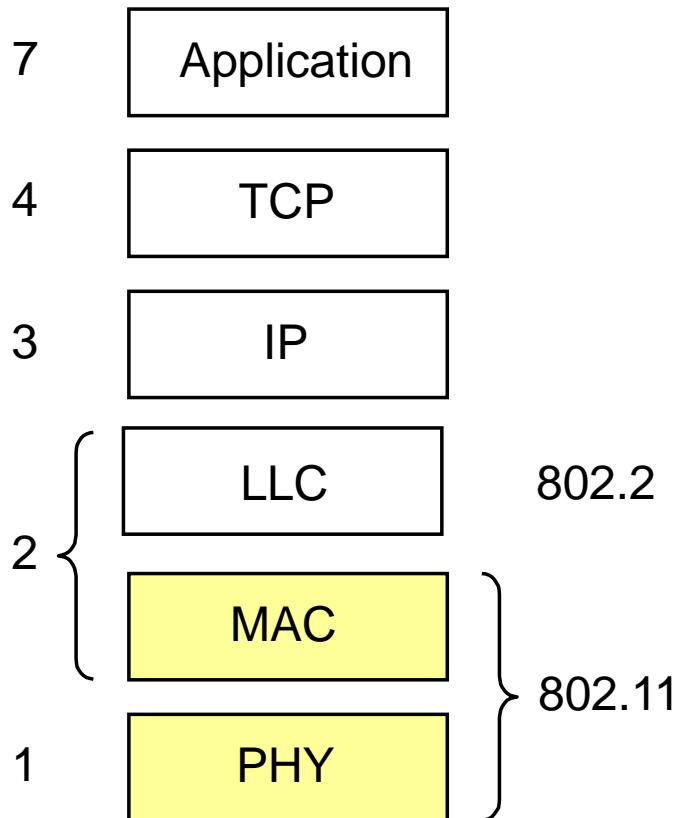 7 Application
4 TCP
3 IP
LLC 802.2
2
MAC
802.11
1 PHY